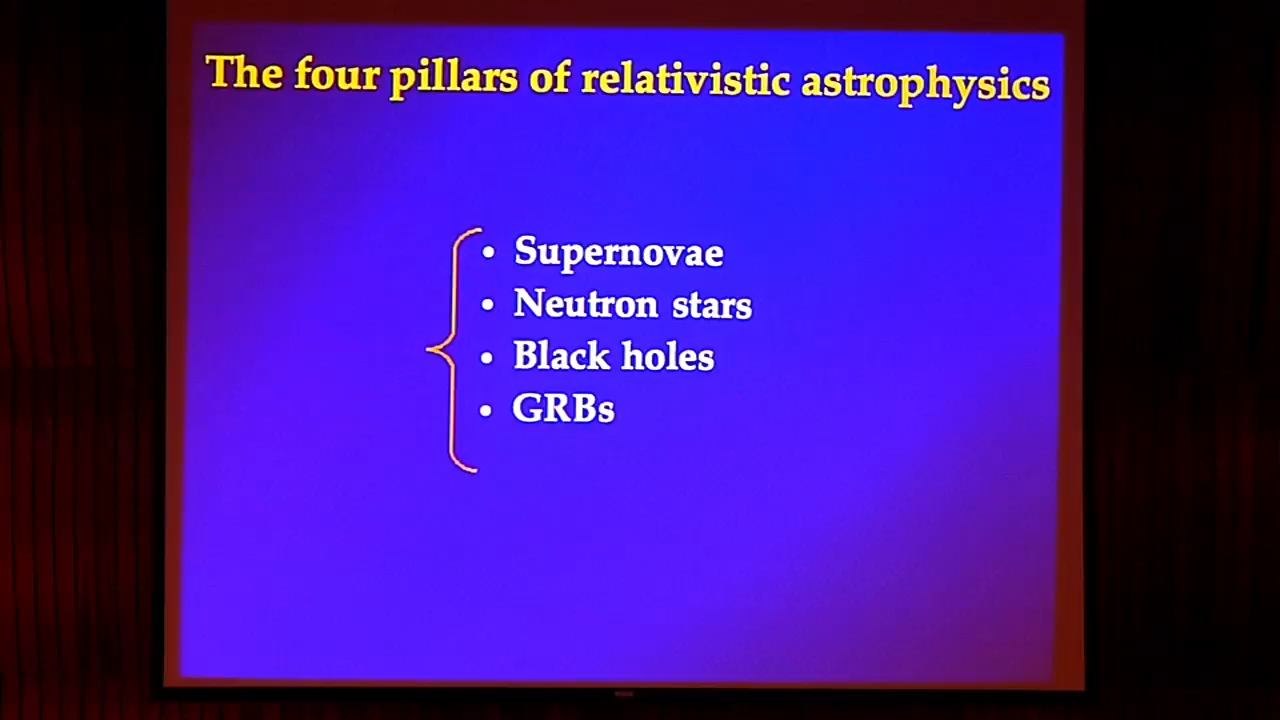 The four pillars of relativistic astrophysics
• Supernovae
• Neutron stars
• Black holes
• GRBs